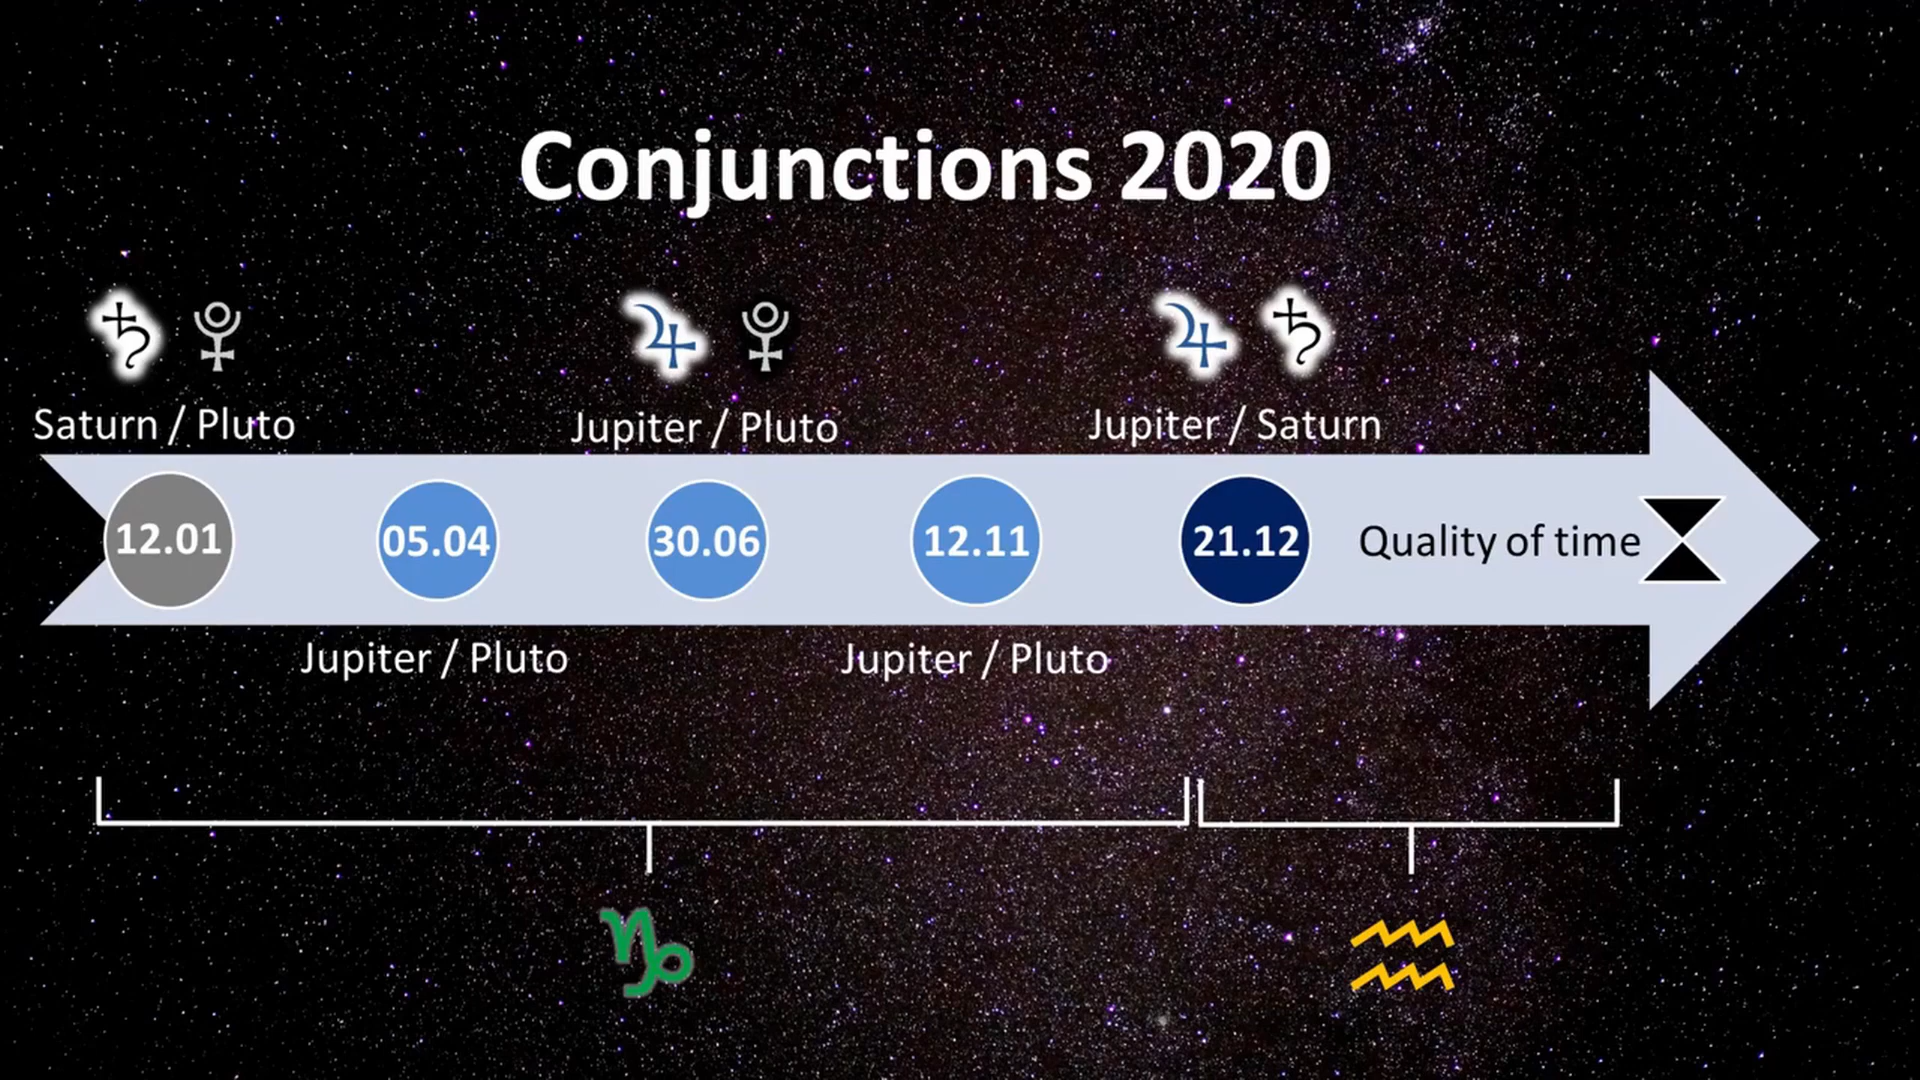 Conjunctions 2020
♄ ♇
♃ ♇
♃ ♄
Saturn / Pluto
Jupiter / Pluto
Jupiter / Saturn
12.01
05.04
30.06
12.11
21.12
Quality of time
Jupiter / Pluto
Jupiter / Pluto
♑
♒